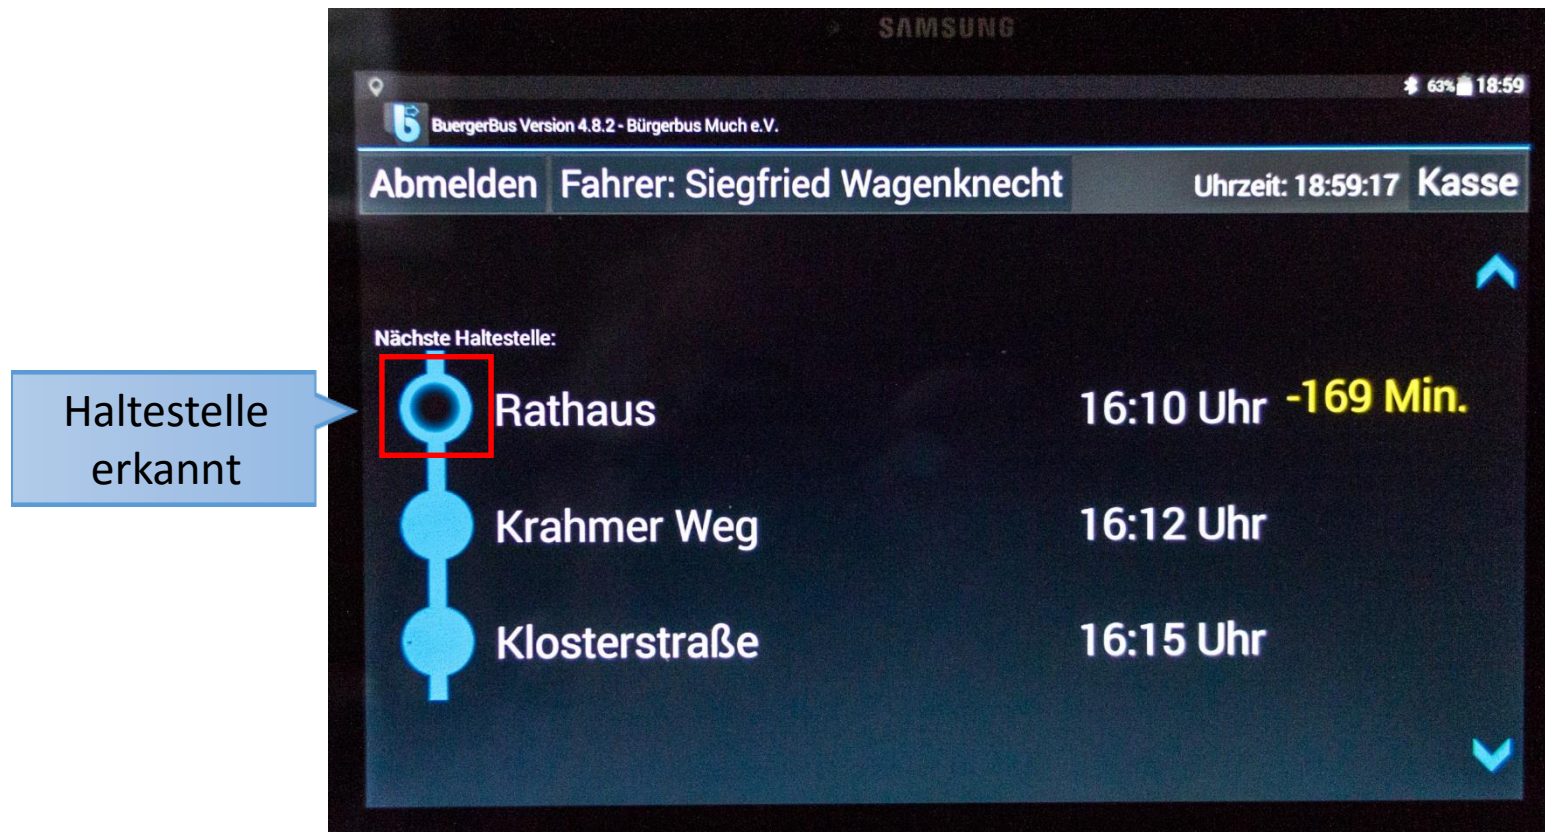 SAMSUNG
63% 18:59
BuergerBus Version 4.8.2 - Bürgerbus Much e.V.
Abmelden Fahrer: Siegfried Wagenknecht Uhrzeit: 18:59:17 Kasse
Nächste Haltestelle:
Haltestelle
erkannt
Rathaus 16:10 Uhr -169 Min.
Krahmer Weg 16:12 Uhr
Klosterstraße 16:15 Uhr